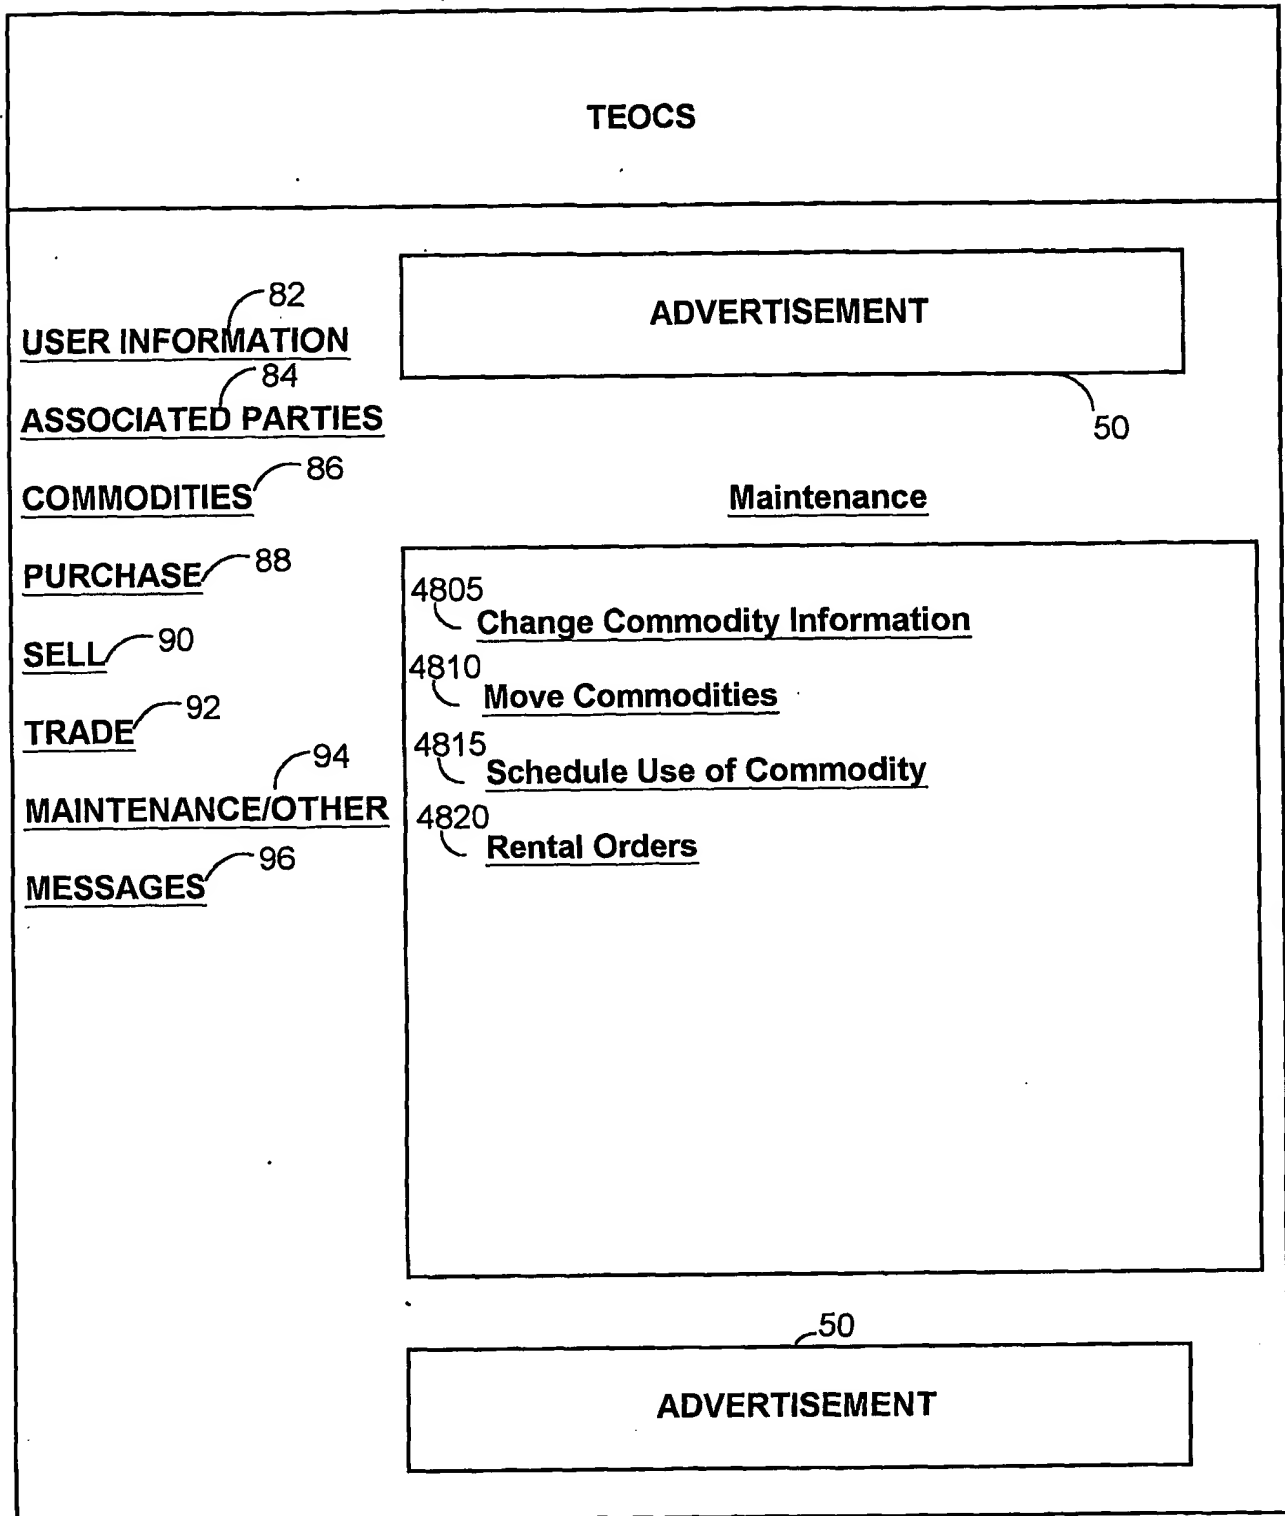 TEOCS
ADVERTISEMENT
50
82
USER INFORMATION
84
ASSOCIATED PARTIES
86
COMMODITIES
88
PURCHASE
90
SELL
92
TRADE
94
MAINTENANCE/OTHER
96
MESSAGES
Maintenance
4805
Change Commodity Information
4810
Move Commodities
4815
Schedule Use of Commodity
4820
Rental Orders
50
ADVERTISEMENT